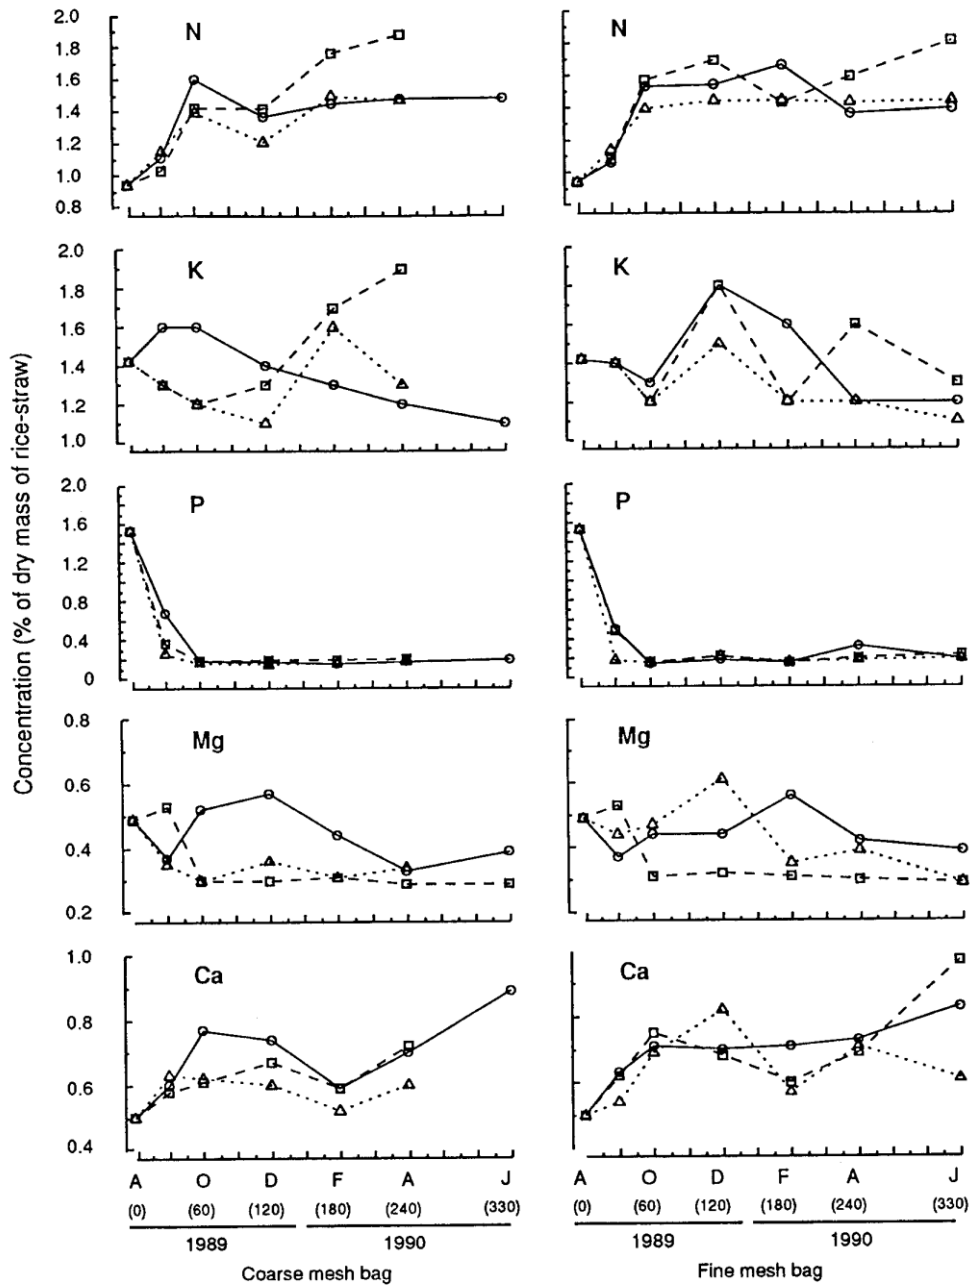 Concentration (% of dry mass of rice-straw)
N
2.0
1.8
1.6
1.4
1.2
1.0
0.8
N
K
2.0
1.8
1.6
1.4
1.2
1.0
K
P
2.0
1.6
1.2
0.8
0.4
0
P
Mg
0.8
0.6
0.4
0.2
Mg
Ca
1.0
0.8
0.6
0.4
Ca
A O D F A J
(0) (60) (120) (180) (240) (330)
1989 1990
Coarse mesh bag
A O D F A J
(0) (60) (120) (180) (240) (330)
1989 1990
Fine mesh bag